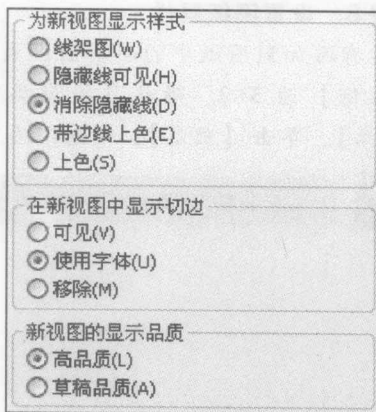 为新视图显示样式
线架图(W)
隐藏线可见(H)
消除隐藏线(D)
带边线上色(E)
上色(S)
在新视图中显示切边
可见(V)
使用字体(U)
移除(M)
新视图的显示品质
高品质(L)
草稿品质(A)